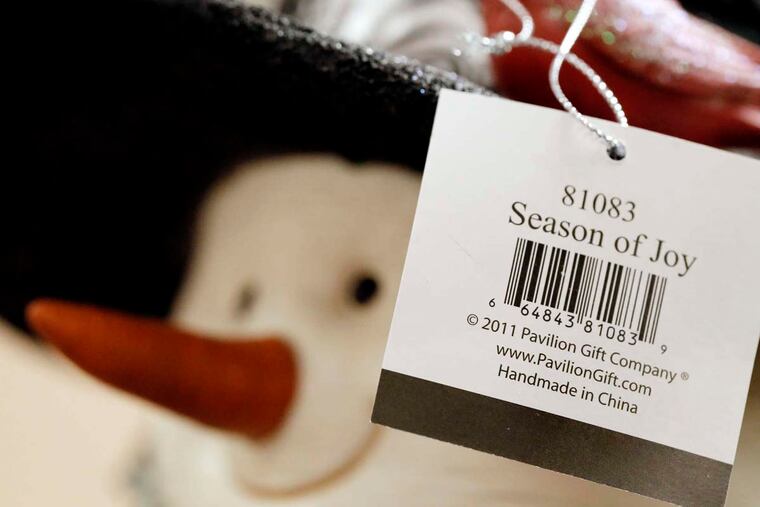 81083
Season of Joy
6 64843 81083 9
© 2011 Pavilion Gift Company ®
www.PavilionGift.com
Handmade in China